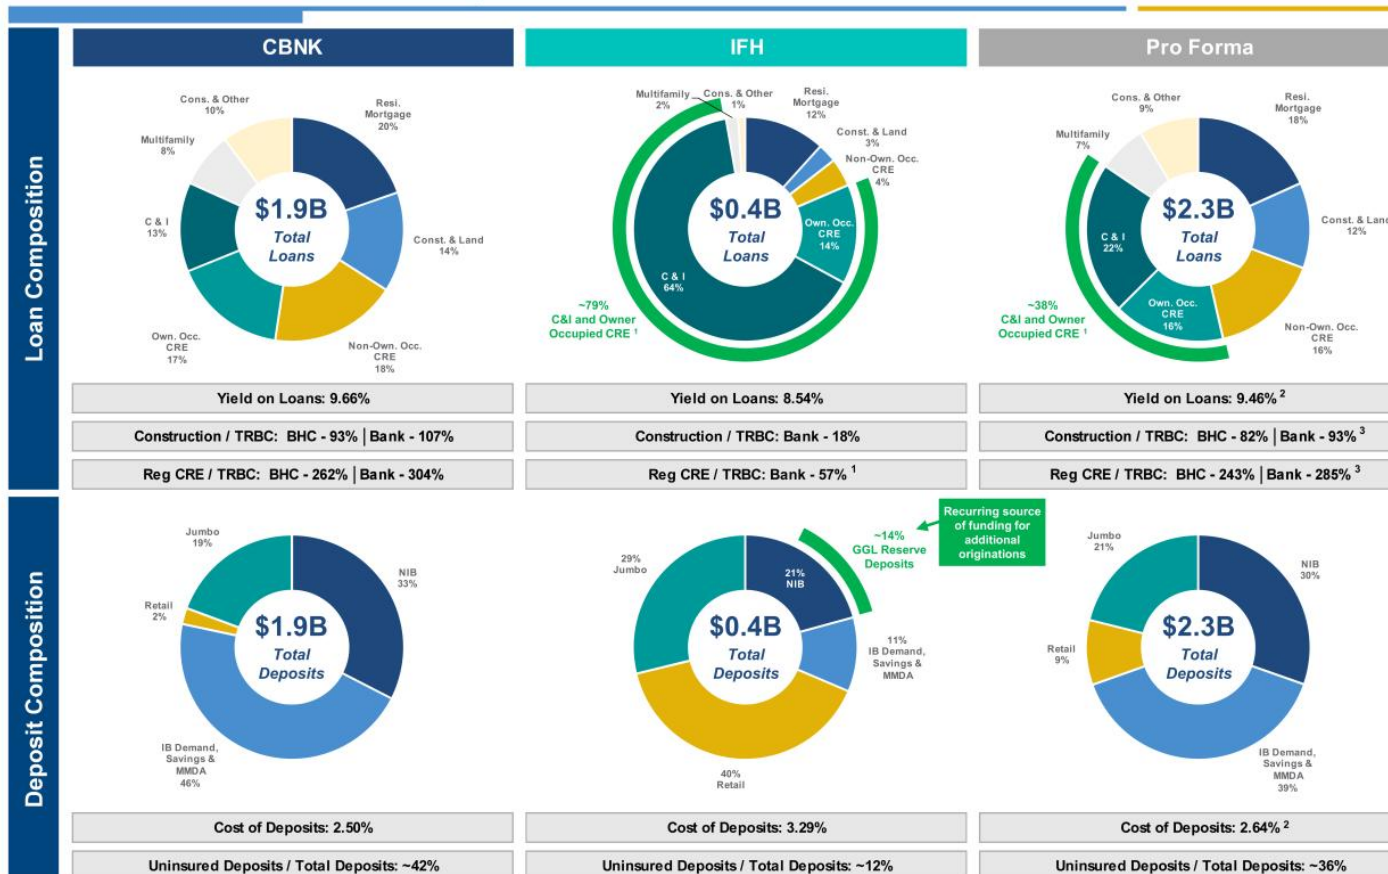 CBNK
IFH
Pro Forma
Loan Composition
Cons. & Other
10%
Resi.
Mortgage
20%
Multifamily
8%
C & I
13%
$1.9B
Total
Loans
Const. & Land
14%
Own. Occ.
CRE
17%
Non-Own. Occ.
CRE
18%
Multifamily
2%
Cons. & Other
1%
Resi.
Mortgage
12%
Const. & Land
3%
Non-Own. Occ.
CRE
4%
$0.4B
Total
Loans
Own. Occ.
CRE
14%
C & I
64%
~79%
C&I and Owner
Occupied CRE 1
Cons. & Other
9%
Resi.
Mortgage
18%
Multifamily
7%
C & I
22%
$2.3B
Total
Loans
Const. & Land
12%
Own. Occ.
CRE
16%
Non-Own. Occ.
CRE
16%
~38%
C&I and Owner
Occupied CRE 1
Yield on Loans: 9.66%
Yield on Loans: 8.54%
Yield on Loans: 9.46% 2
Construction / TRBC: BHC - 93% | Bank - 107%
Construction / TRBC: Bank - 18%
Construction / TRBC: BHC - 82% | Bank - 93% 3
Reg CRE / TRBC: BHC - 262% | Bank - 304%
Reg CRE / TRBC: Bank - 57% 1
Reg CRE / TRBC: BHC - 243% | Bank - 285% 3
Deposit Composition
Jumbo
19%
NIB
33%
Retail
2%
$1.9B
Total
Deposits
IB Demand,
Savings &
MMDA
46%
29%
Jumbo
21%
NIB
~14%
GGL Reserve
Deposits
Recurring source
of funding for
additional
originations
$0.4B
Total
Deposits
11%
IB Demand,
Savings &
MMDA
40%
Retail
Jumbo
21%
NIB
30%
Retail
9%
$2.3B
Total
Deposits
IB Demand,
Savings &
MMDA
39%
Cost of Deposits: 2.50%
Cost of Deposits: 3.29%
Cost of Deposits: 2.64% 2
Uninsured Deposits / Total Deposits: ~42%
Uninsured Deposits / Total Deposits: ~12%
Uninsured Deposits / Total Deposits: ~36%